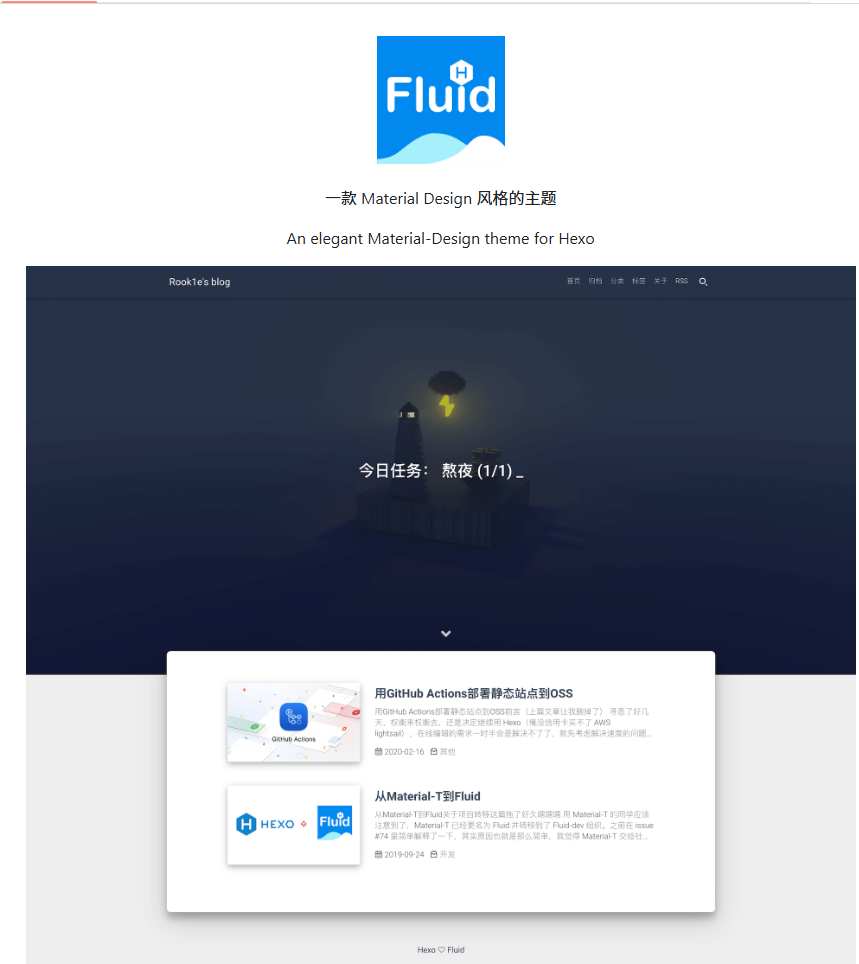 Fluid
一款 Material Design 风格的主题
An elegant Material-Design theme for Hexo
Rook1e's blog
首页 归档 分类 标签 关于 RSS
今日任务： 熬夜 (1/1) _
GitHub Actions
用GitHub Actions部署静态站点到OSS
用GitHub Actions部署静态站点到OSS前言（上篇文章让我删掉了） 寻思了好几
天，权衡来权衡去，还是决定继续用 Hexo（俺没信用卡买不了 AWS
lightsail），在线编辑的需求一时半会是解决不了了，就先考虑解决速度的问题...
2020-02-16 其他
HEXO
Fluid
从Material-T到Fluid
从Material-T到Fluid关于项目转移这篇拖了好久嘿嘿嘿 用 Material-T 的同学应该
注意到了，Material-T 已经更名为 Fluid 并转移到了 Fluid-dev 组织。之前在 issue
#74 里简单解释了一下，其实原因也就是那么简单，我觉得 Material-T 交给社...
2019-09-24 开发
Hexo ♡ Fluid